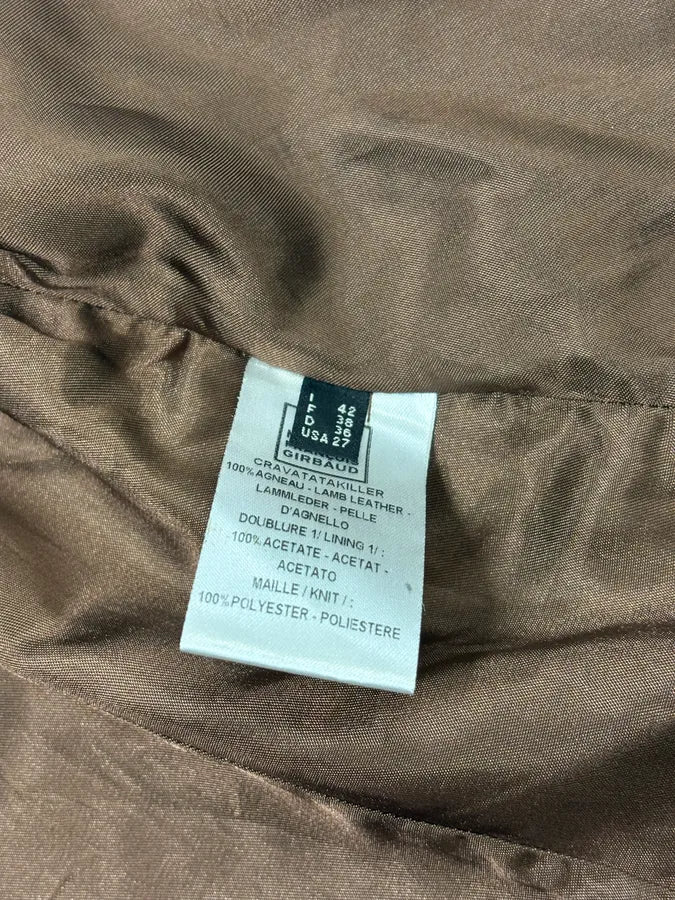 I 42
F 38
D 36
USA 27
GIRBAUD
CRAVATATAKILLER
100%AGNEAU - LAMB LEATHER -
LAMMLEDER - PELLE
D'AGNELLO
DOUBLURE 1/ LINING 1/ :
100%ACETATE - ACETAT -
ACETATO
MAILLE / KNIT / :
100%POLYESTER - POLIESTERE